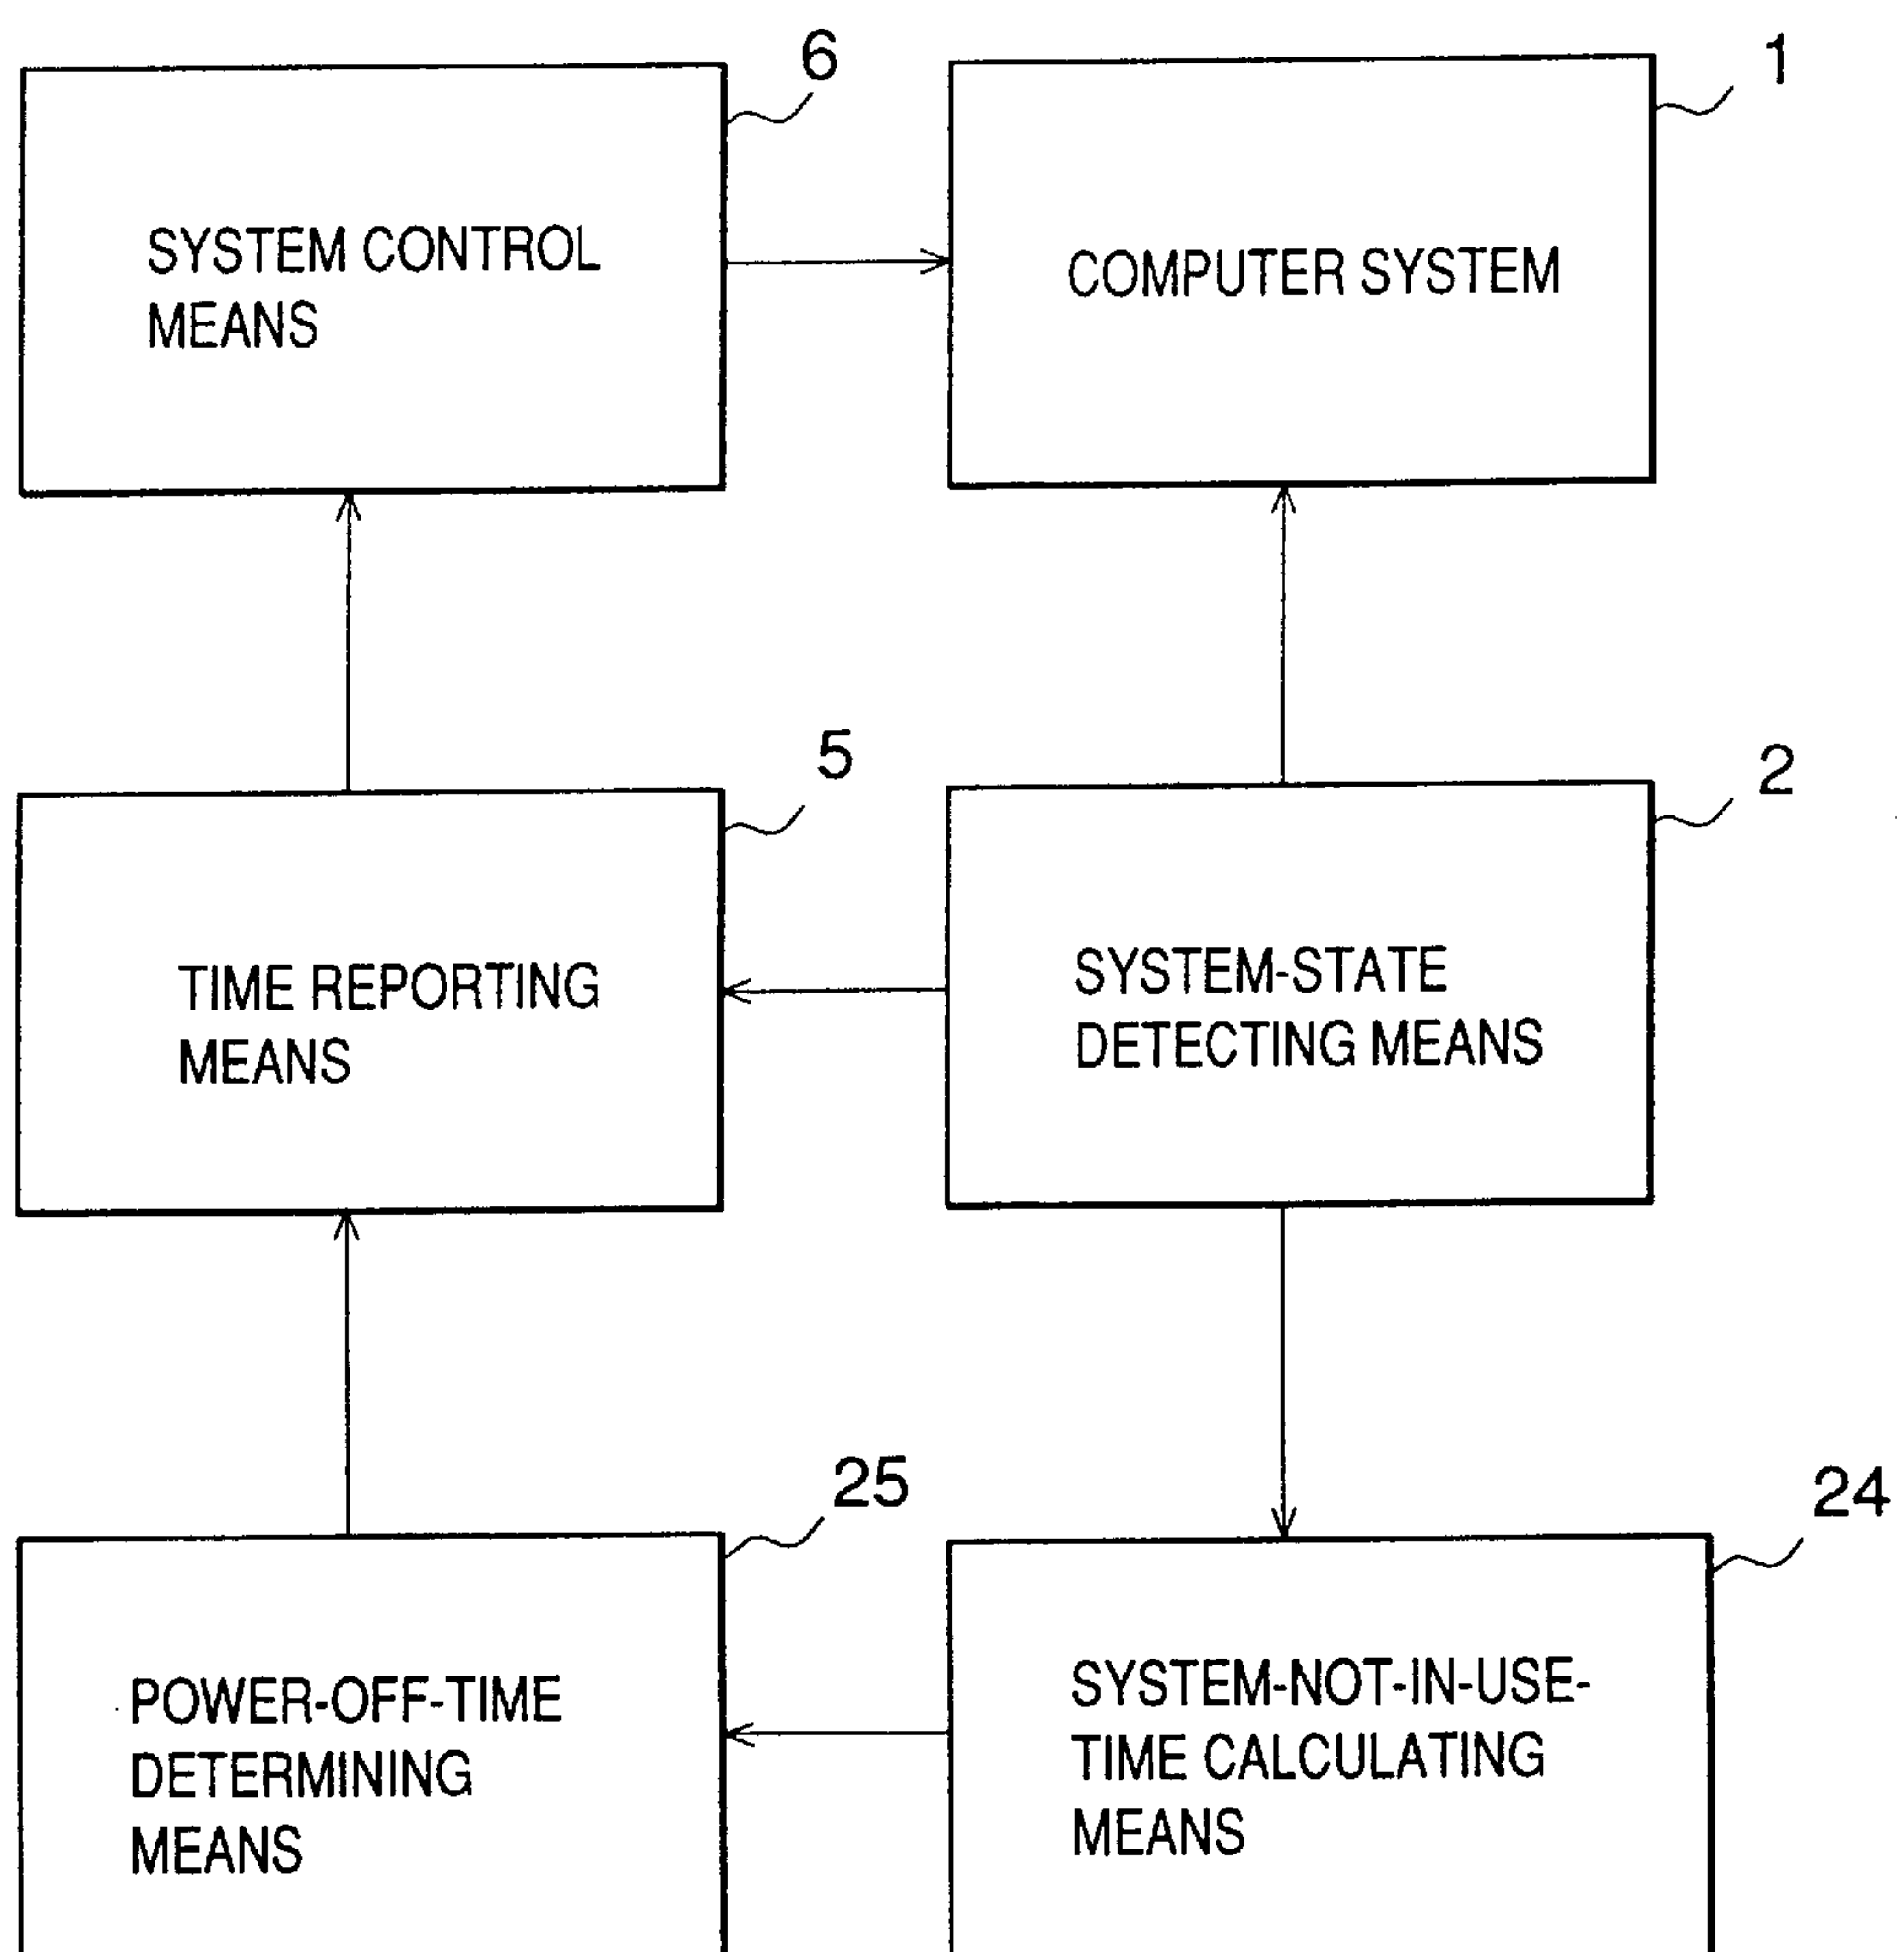 6
1
SYSTEM CONTROL
MEANS
COMPUTER SYSTEM
5
2
TIME REPORTING
MEANS
SYSTEM-STATE
DETECTING MEANS
25
24
POWER-OFF-TIME
DETERMINING
MEANS
SYSTEM-NOT-IN-USE-
TIME CALCULATING
MEANS